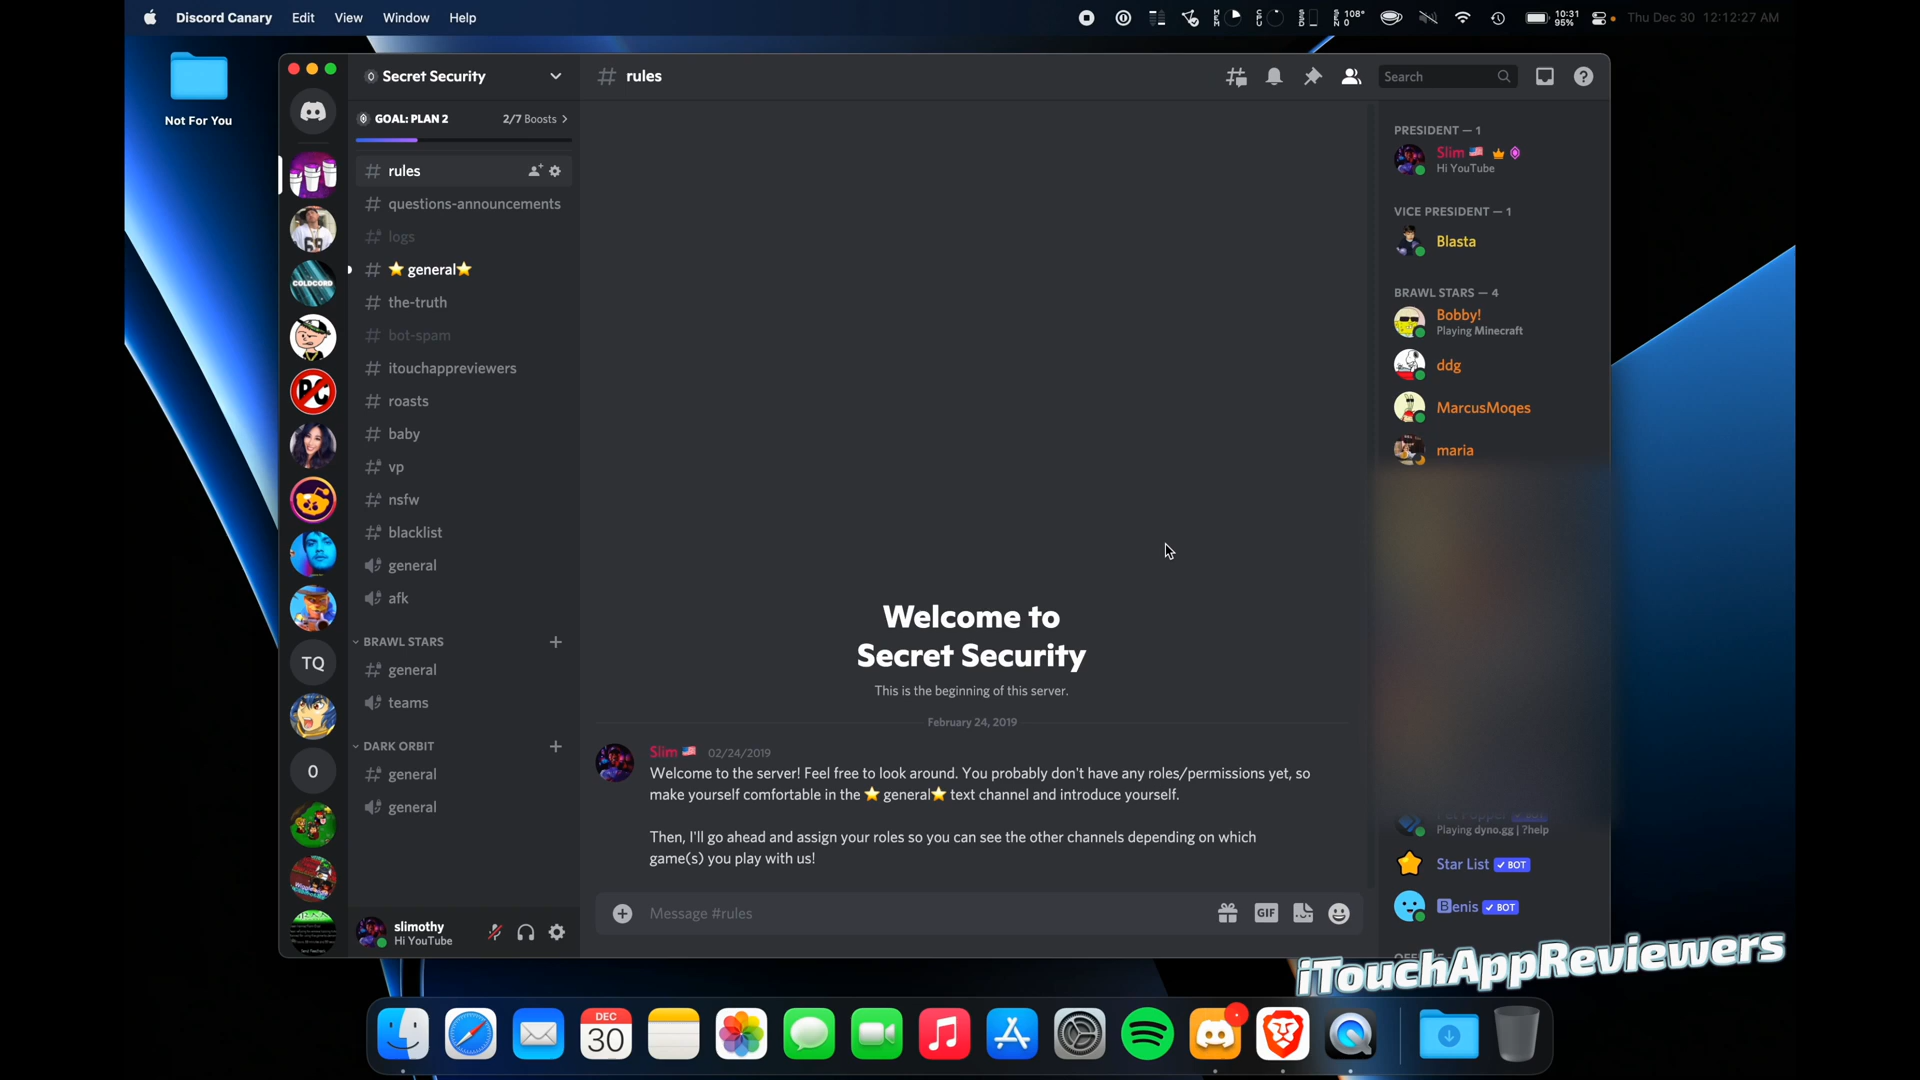 Discord Canary Edit View Window Help
108° 0
10:31 95%
Thu Dec 30 12:12:27 AM
Not For You
Secret Security
GOAL: PLAN 2 2/7 Boosts
rules
questions-announcements
logs
⭐ general⭐
the-truth
bot-spam
itouchappreviewers
roasts
baby
vp
nsfw
blacklist
general
afk
BRAWL STARS
general
teams
DARK ORBIT
general
general
COLDCORD
TQ
0
slimothy
Hi YouTube
rules
Search
Welcome to
Secret Security
This is the beginning of this server.
February 24, 2019
Slim 🇺🇸 02/24/2019
Welcome to the server! Feel free to look around. You probably don't have any roles/permissions yet, so
make yourself comfortable in the ⭐ general⭐ text channel and introduce yourself.
Then, I'll go ahead and assign your roles so you can see the other channels depending on which
game(s) you play with us!
Message #rules
GIF
PRESIDENT — 1
Slim 🇺🇸
Hi YouTube
VICE PRESIDENT — 1
Blasta
BRAWL STARS — 4
Bobby!
Playing Minecraft
ddg
MarcusMoqes
maria
Playing dyno.gg | ?help
Star List ✓ BOT
🅱enis ✓ BOT
iTouchAppReviewers
DEC
30